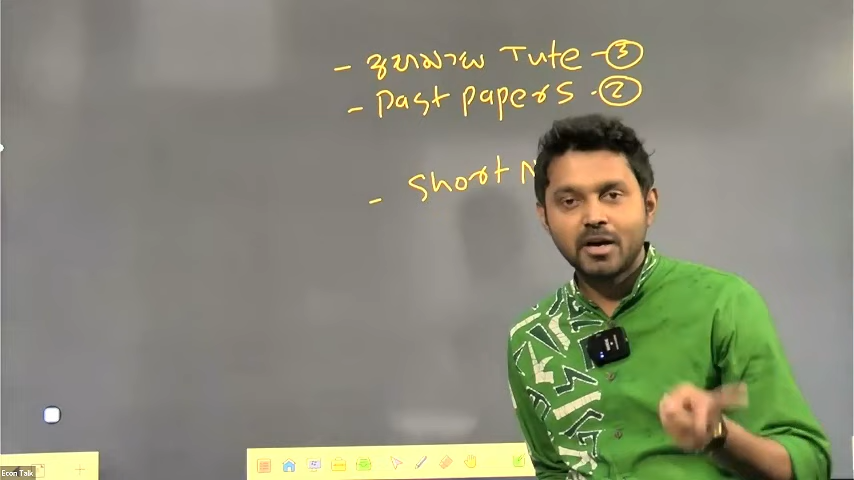 - Tute - ③
- Past papers - ②
- Short N
Econ Talk